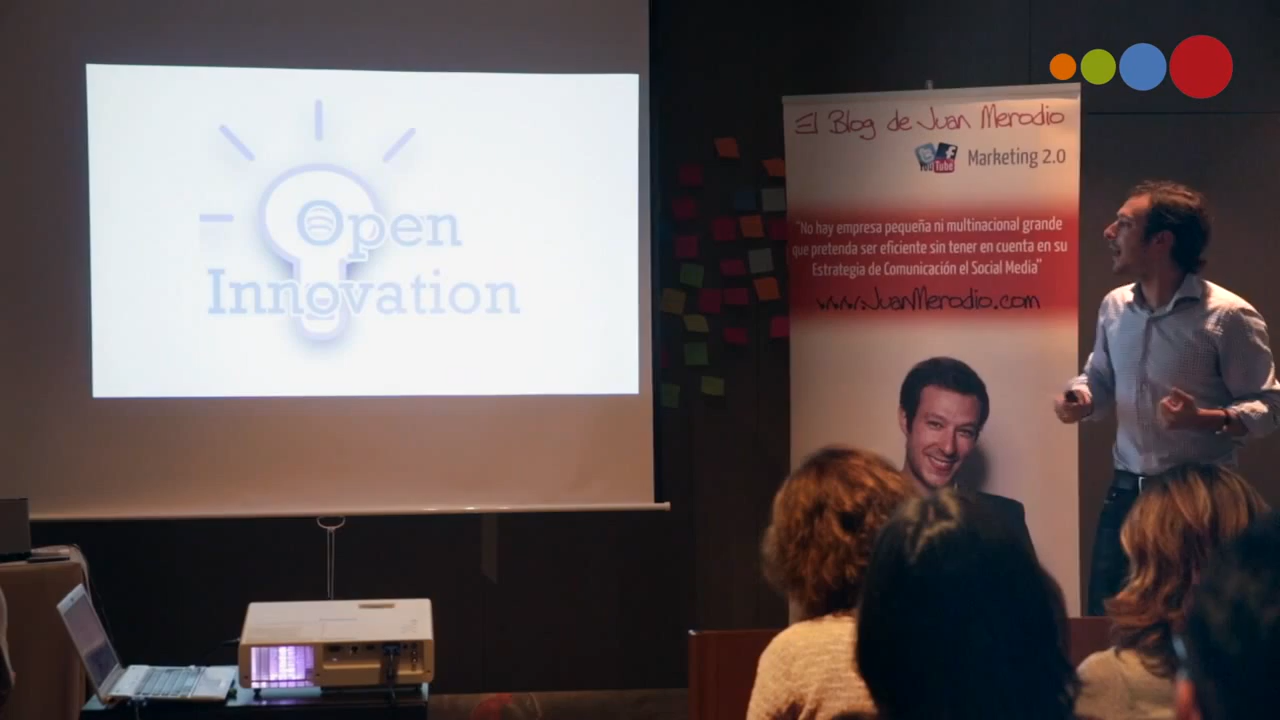 Open
Innovation
El Blog de Juan Merodio
YouTube
Marketing 2.0
"No hay empresa pequeña ni multinacional grande
que pretenda ser eficiente sin tener en cuenta en su
Estrategia de Comunicación el Social Media"
www.JuanMerodio.com